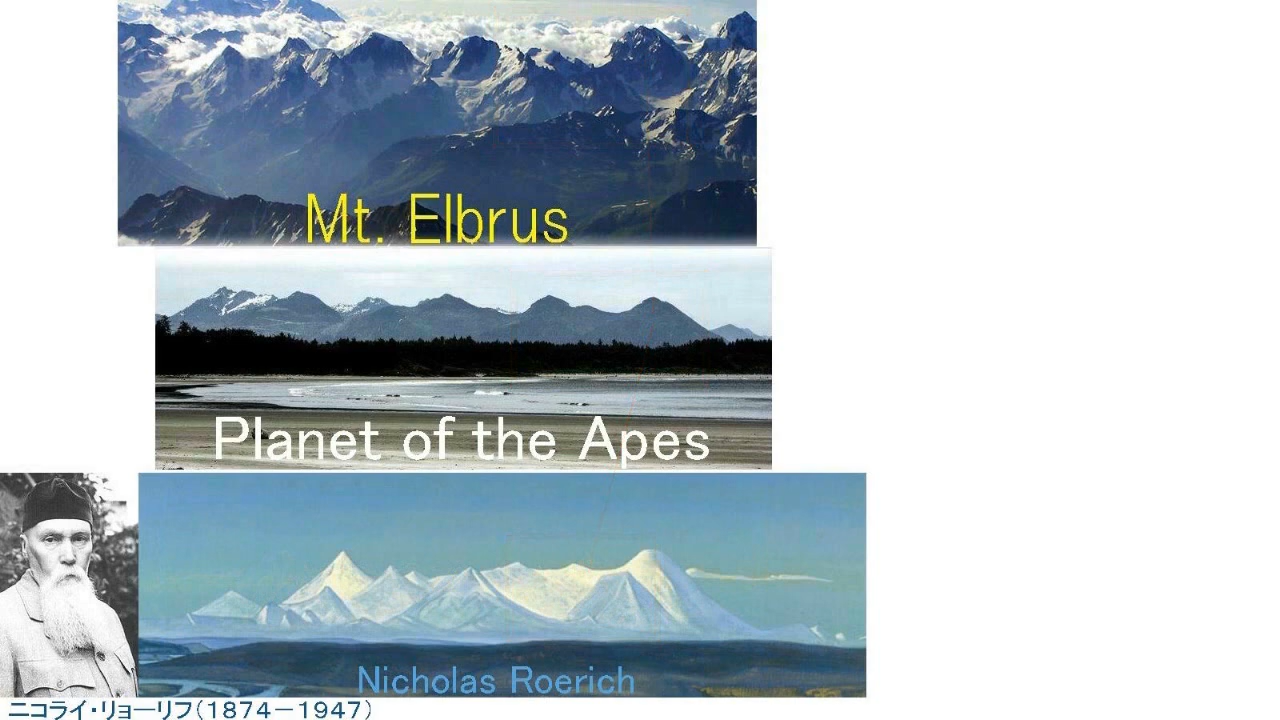 Mt. Elbrus
Planet of the Apes
Nicholas Roerich
ニコライ・リョーリフ（１８７４－１９４７）